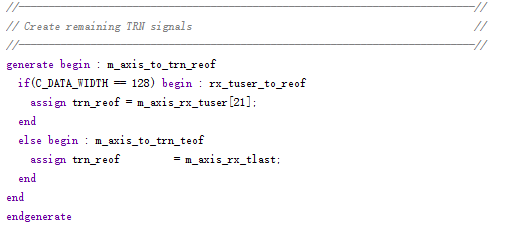 //----------------------------------------------------------------------------//
// Create remaining TRN signals //
//----------------------------------------------------------------------------//
generate begin : m_axis_to_trn_reof
if(C_DATA_WIDTH == 128) begin : rx_tuser_to_reof
assign trn_reof = m_axis_rx_tuser[21];
end
else begin : m_axis_to_trn_teof
assign trn_reof = m_axis_rx_tlast;
end
end
endgenerate